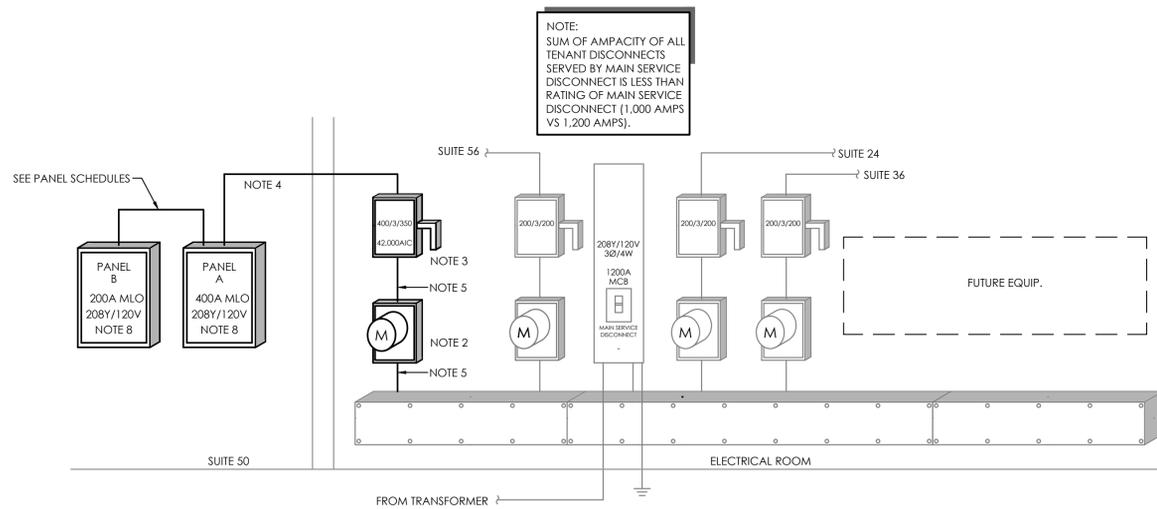 NOTE:
SUM OF AMPACITY OF ALL
TENANT DISCONNECTS
SERVED BY MAIN SERVICE
DISCONNECT IS LESS THAN
RATING OF MAIN SERVICE
DISCONNECT (1,000 AMPS
VS 1,200 AMPS).
SUITE 56
SUITE 24
SUITE 36
SEE PANEL SCHEDULES
NOTE 4
400/3/350
42,000AIC
NOTE 3
200/3/200
208Y/120V
3Ø/4W
1200A
MCB
MAIN SERVICE
DISCONNECT
200/3/200
200/3/200
FUTURE EQUIP.
PANEL
B
200A MLO
208Y/120V
NOTE 8
PANEL
A
400A MLO
208Y/120V
NOTE 8
NOTE 5
M
NOTE 2
M
M
M
NOTE 5
SUITE 50
ELECTRICAL ROOM
FROM TRANSFORMER